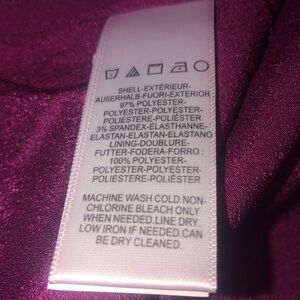 SHELL-EXTÉRIEUR-
AUßERHALB-FUORI-EXTERIOR
97% POLYESTER-
POLYESTER-POLYESTER-
POLIESTERE-POLIÉSTER
3% SPANDEX-ÉLASTHANNE-
ELASTAN-ELASTAN-ELASTANO
LINING-DOUBLURE-
FUTTER-FODERA-FORRO :
100% POLYESTER-
POLYESTER-POLYESTER-
POLIESTERE-POLIÉSTER
MACHINE WASH COLD.NON-
CHLORINE BLEACH ONLY
WHEN NEEDED.LINE DRY.
LOW IRON IF NEEDED CAN
BE DRY CLEANED.